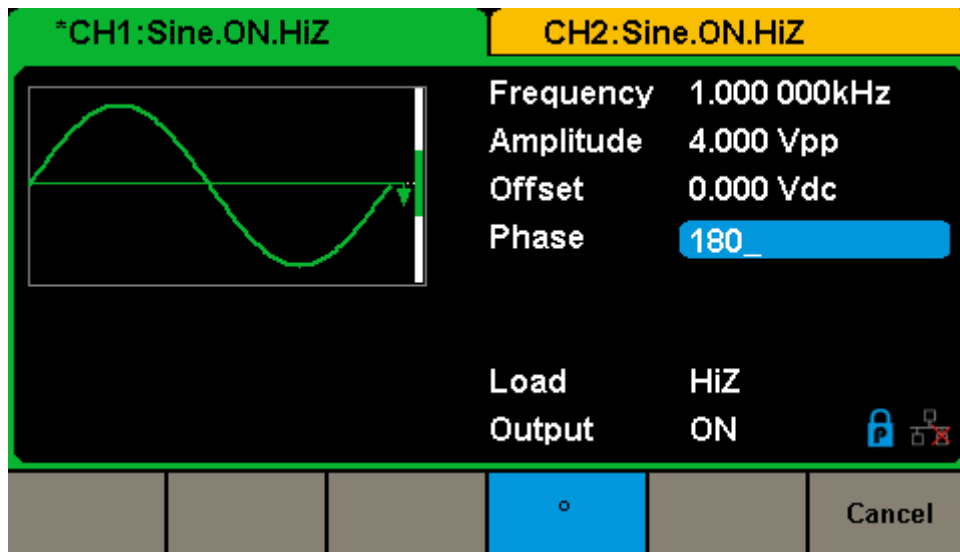 *CH1:Sine.ON.HiZ
CH2:Sine.ON.HiZ
Frequency 1.000 000kHz
Amplitude 4.000 Vpp
Offset 0.000 Vdc
Phase 180_
Load HiZ
Output ON
P
° Cancel